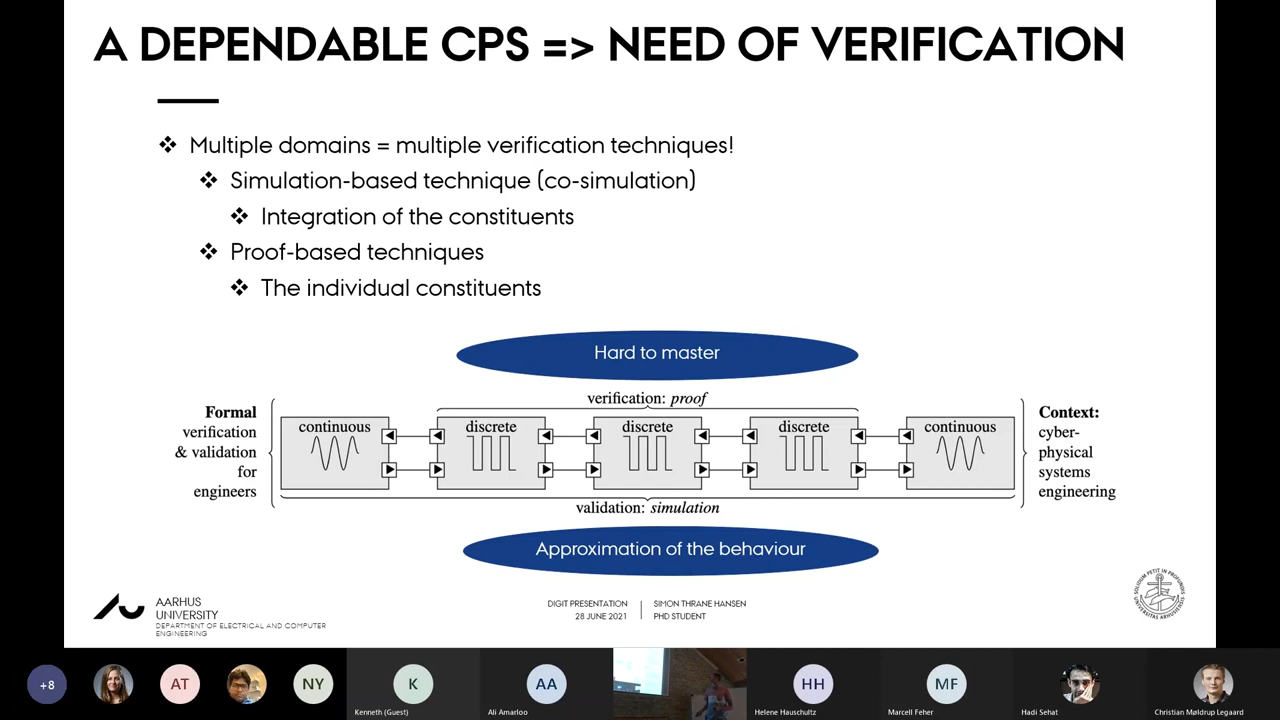 A DEPENDABLE CPS => NEED OF VERIFICATION
❖ Multiple domains = multiple verification techniques!
❖ Simulation-based technique (co-simulation)
❖ Integration of the constituents
❖ Proof-based techniques
❖ The individual constituents
Hard to master
verification: proof
Formal
verification
& validation
for
engineers
continuous
discrete
discrete
discrete
continuous
Context:
cyber-
physical
systems
engineering
validation: simulation
Approximation of the behaviour
AARHUS
UNIVERSITY
DEPARTMENT OF ELECTRICAL AND COMPUTER
ENGINEERING
DIGIT PRESENTATION
28 JUNE 2021
SIMON THRANE HANSEN
PHD STUDENT
+8
AT
NY
K
Kenneth (Guest)
AA
Ali Amarloo
HH
Helene Hauschultz
MF
Marcell Feher
Hadi Sehat
Christian Møldrup Legaard